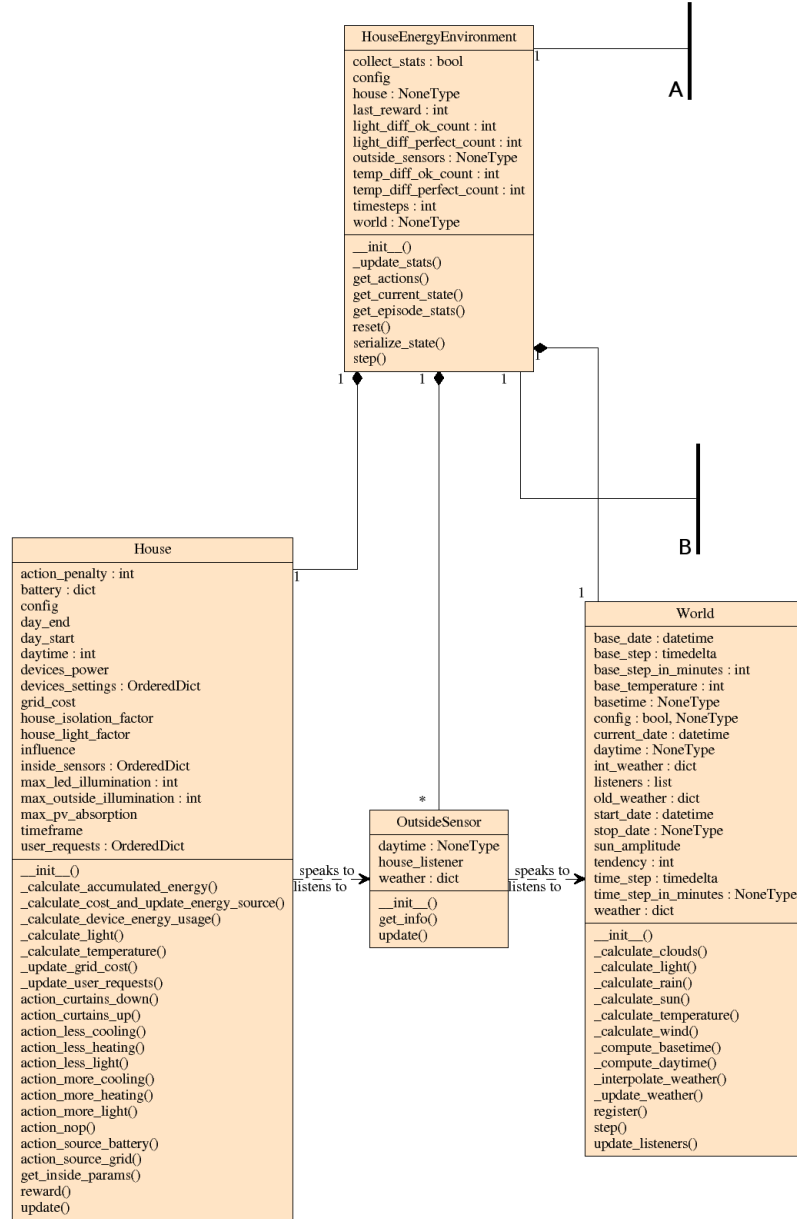 HouseEnergyEnvironment
collect_stats : bool
config
house : NoneType
last_reward : int
light_diff_ok_count : int
light_diff_perfect_count : int
outside_sensors : NoneType
temp_diff_ok_count : int
temp_diff_perfect_count : int
timesteps : int
world : NoneType
__init__()
_update_stats()
get_actions()
get_current_state()
get_episode_stats()
reset()
serialize_state()
step()
1
A
1
1
1
1
B
House
action_penalty : int
battery : dict
config
day_end
day_start
daytime : int
devices_power
devices_settings : OrderedDict
grid_cost
house_isolation_factor
house_light_factor
influence
inside_sensors : OrderedDict
max_led_illumination : int
max_outside_illumination : int
max_pv_absorption
timeframe
user_requests : OrderedDict
__init__()
_calculate_accumulated_energy()
_calculate_cost_and_update_energy_source()
_calculate_device_energy_usage()
_calculate_light()
_calculate_temperature()
_update_grid_cost()
_update_user_requests()
action_curtains_down()
action_curtains_up()
action_less_cooling()
action_less_heating()
action_less_light()
action_more_cooling()
action_more_heating()
action_more_light()
action_nop()
action_source_battery()
action_source_grid()
get_inside_params()
reward()
update()
1
speaks to
listens to
*
OutsideSensor
daytime : NoneType
house_listener
weather : dict
__init__()
get_info()
update()
speaks to
listens to
1
World
base_date : datetime
base_step : timedelta
base_step_in_minutes : int
base_temperature : int
basetime : NoneType
config : bool, NoneType
current_date : datetime
daytime : NoneType
int_weather : dict
listeners : list
old_weather : dict
start_date : datetime
stop_date : NoneType
sun_amplitude
tendency : int
time_step : timedelta
time_step_in_minutes : NoneType
weather : dict
__init__()
_calculate_clouds()
_calculate_light()
_calculate_rain()
_calculate_sun()
_calculate_temperature()
_calculate_wind()
_compute_basetime()
_compute_daytime()
_interpolate_weather()
_update_weather()
register()
step()
update_listeners()